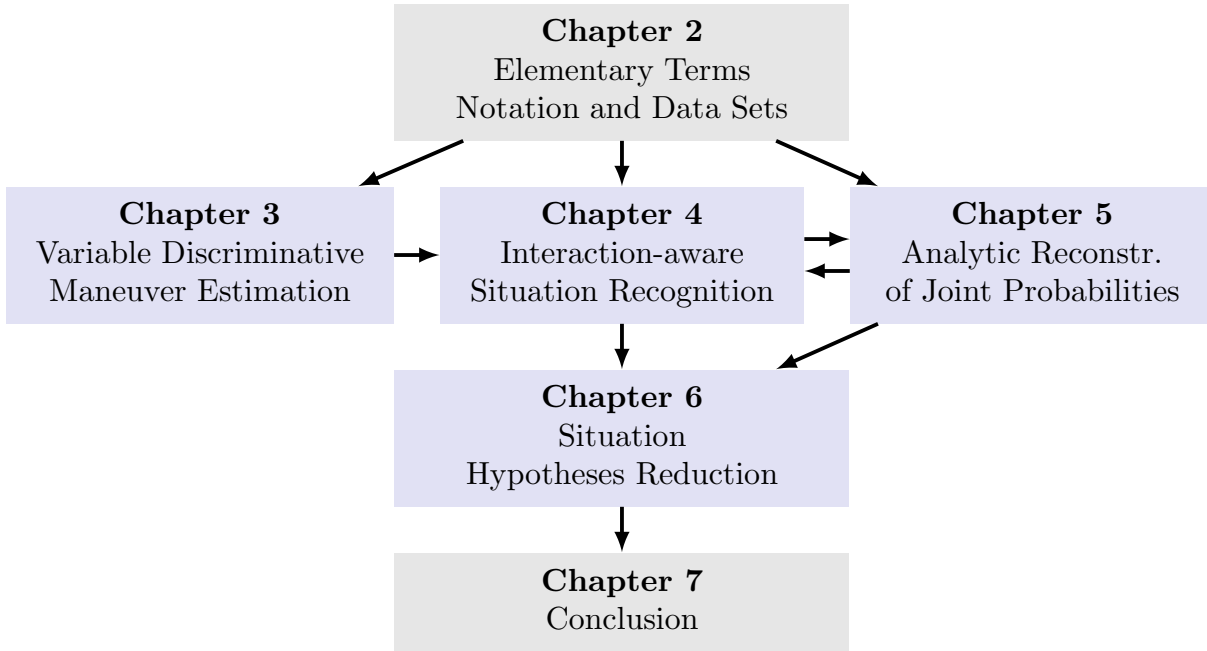 Chapter 2
Elementary Terms
Notation and Data Sets
Chapter 3
Variable Discriminative
Maneuver Estimation
Chapter 4
Interaction-aware
Situation Recognition
Chapter 5
Analytic Reconstr.
of Joint Probabilities
Chapter 6
Situation
Hypotheses Reduction
Chapter 7
Conclusion